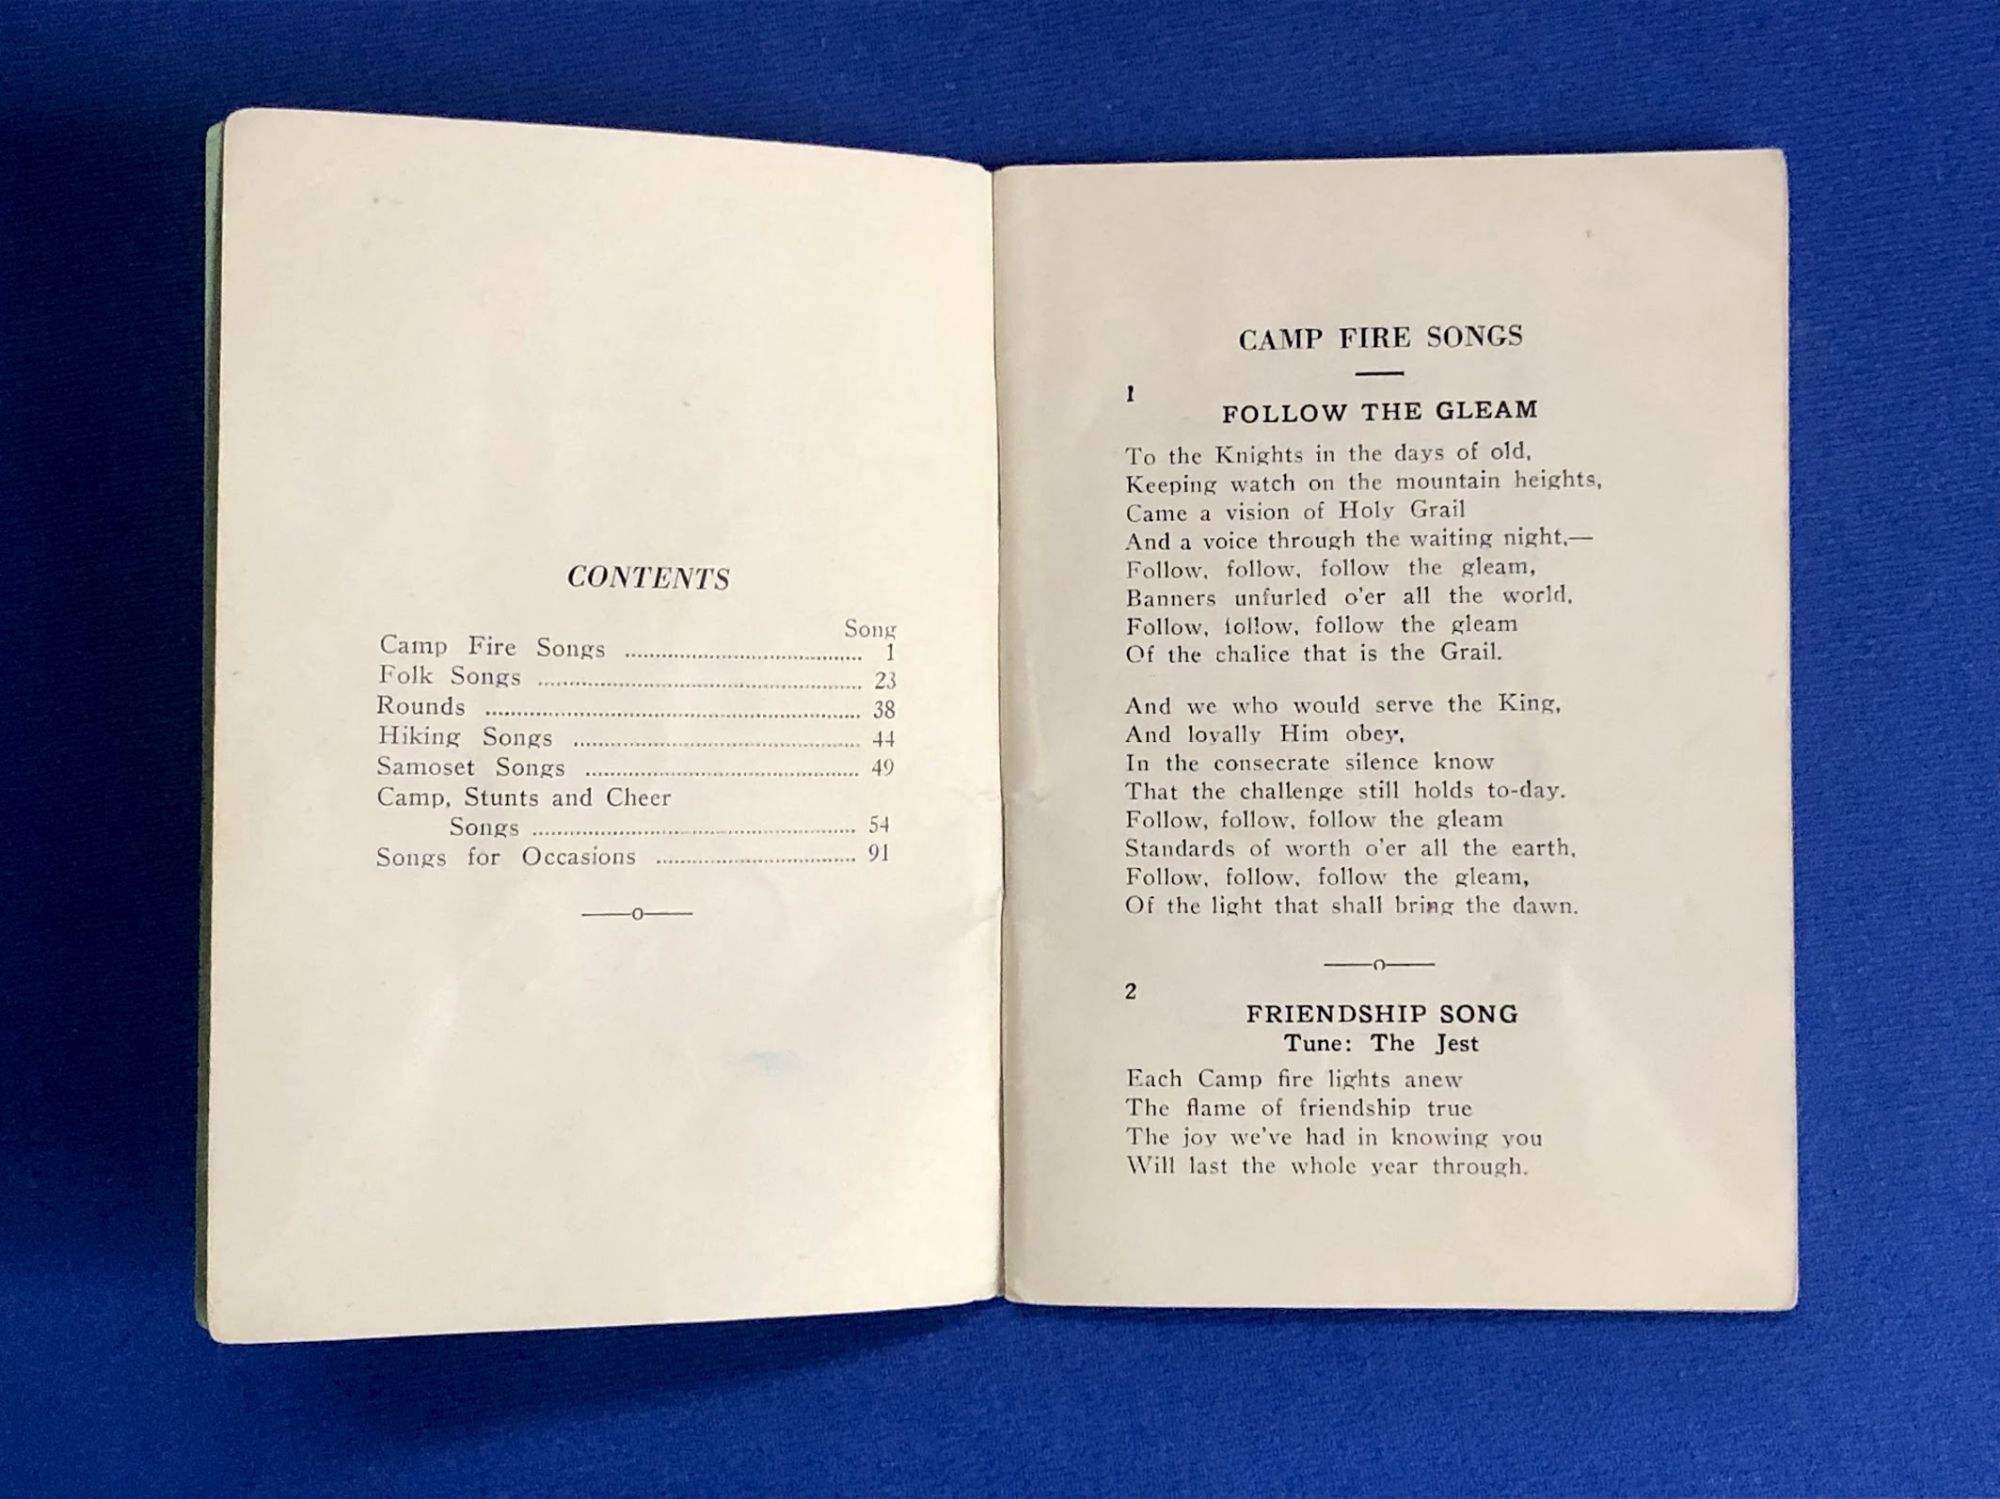 CONTENTS
Song
Camp Fire Songs ........................................ 1
Folk Songs ........................................ 23
Rounds ........................................ 38
Hiking Songs ........................................ 44
Samoset Songs ........................................ 49
Camp, Stunts and Cheer
Songs ........................................ 54
Songs for Occasions ........................................ 91
——o——
CAMP FIRE SONGS
1
FOLLOW THE GLEAM
To the Knights in the days of old,
Keeping watch on the mountain heights,
Came a vision of Holy Grail
And a voice through the waiting night,—
Follow, follow, follow the gleam,
Banners unfurled o'er all the world,
Follow, follow, follow the gleam
Of the chalice that is the Grail.
And we who would serve the King,
And loyally Him obey,
In the consecrate silence know
That the challenge still holds to-day.
Follow, follow, follow the gleam
Standards of worth o'er all the earth,
Follow, follow, follow the gleam,
Of the light that shall bring the dawn.
——o——
2
FRIENDSHIP SONG
Tune: The Jest
Each Camp fire lights anew
The flame of friendship true
The joy we've had in knowing you
Will last the whole year through.